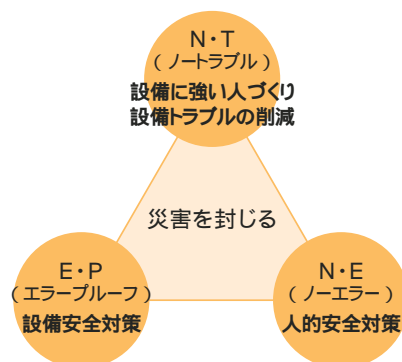 N・T
（ノートラブル）
設備に強い人づくり
設備トラブルの削減
災害を封じる
E・P
（エラープルーフ）
設備安全対策
N・E
（ノーエラー）
人的安全対策